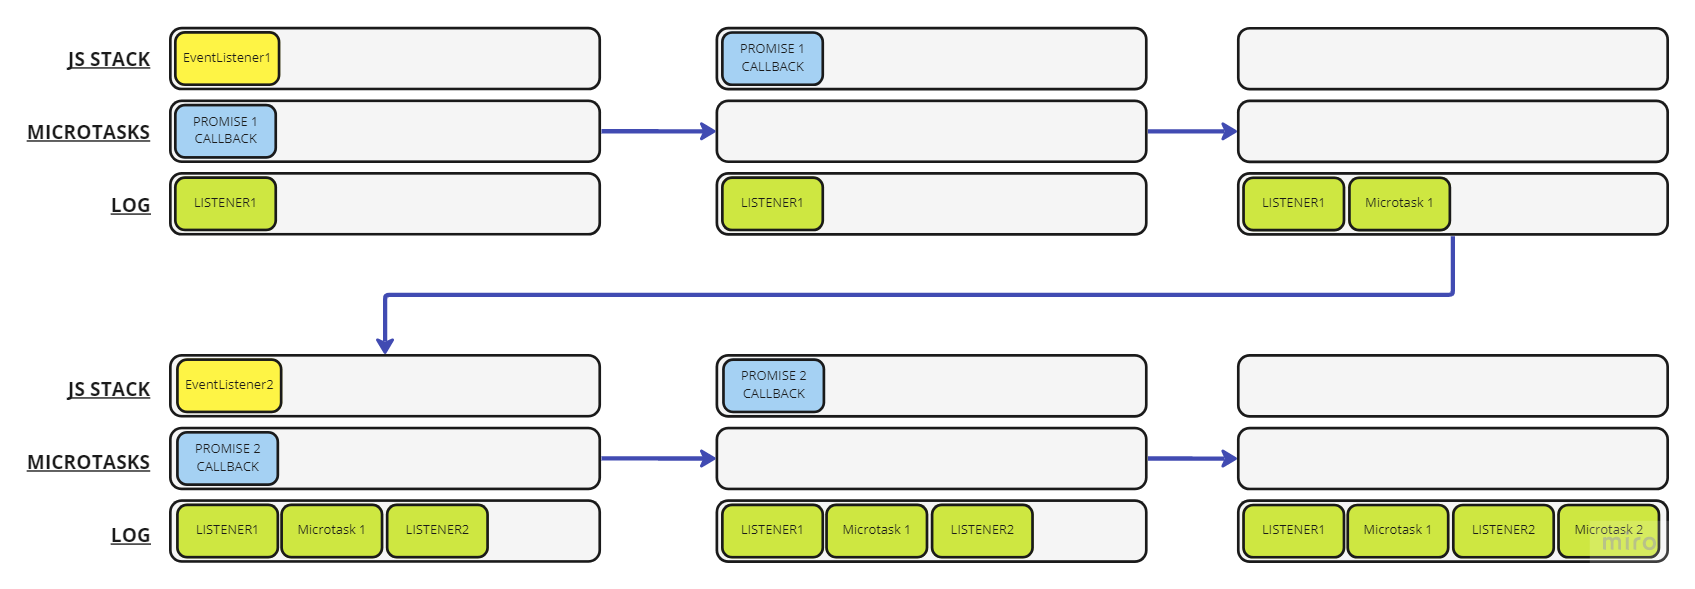 JS STACK
EventListener1
PROMISE 1
CALLBACK
MICROTASKS
PROMISE 1
CALLBACK
LOG
LISTENER1
LISTENER1
LISTENER1
Microtask 1
JS STACK
EventListener2
PROMISE 2
CALLBACK
MICROTASKS
PROMISE 2
CALLBACK
LOG
LISTENER1
Microtask 1
LISTENER2
LISTENER1
Microtask 1
LISTENER2
LISTENER1
Microtask 1
LISTENER2
Microtask 2
miro